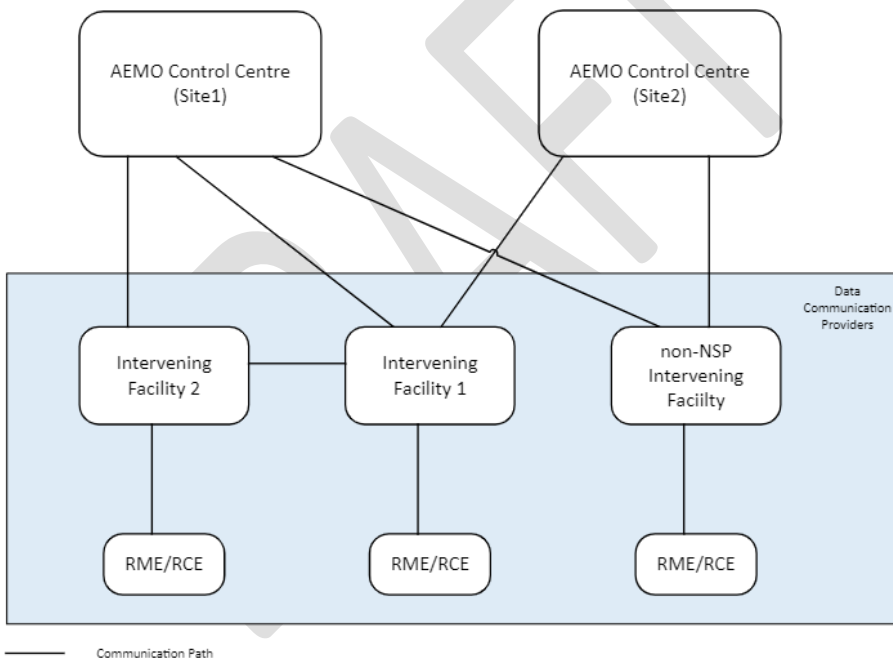 AEMO Control Centre
(Site1)
AEMO Control Centre
(Site2)
Data
Communication
Providers
Intervening
Facility 2
Intervening
Facility 1
non-NSP
Intervening
Faciilty
RME/RCE
RME/RCE
RME/RCE
Communication Path
DRAFT